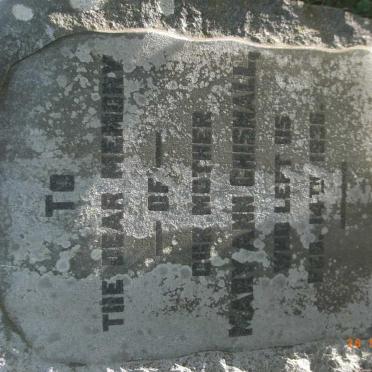 TO
THE DEAR MEMORY
— OF —
OUR MOTHER
MARY ANN CHISHALL,
WHO LEFT US